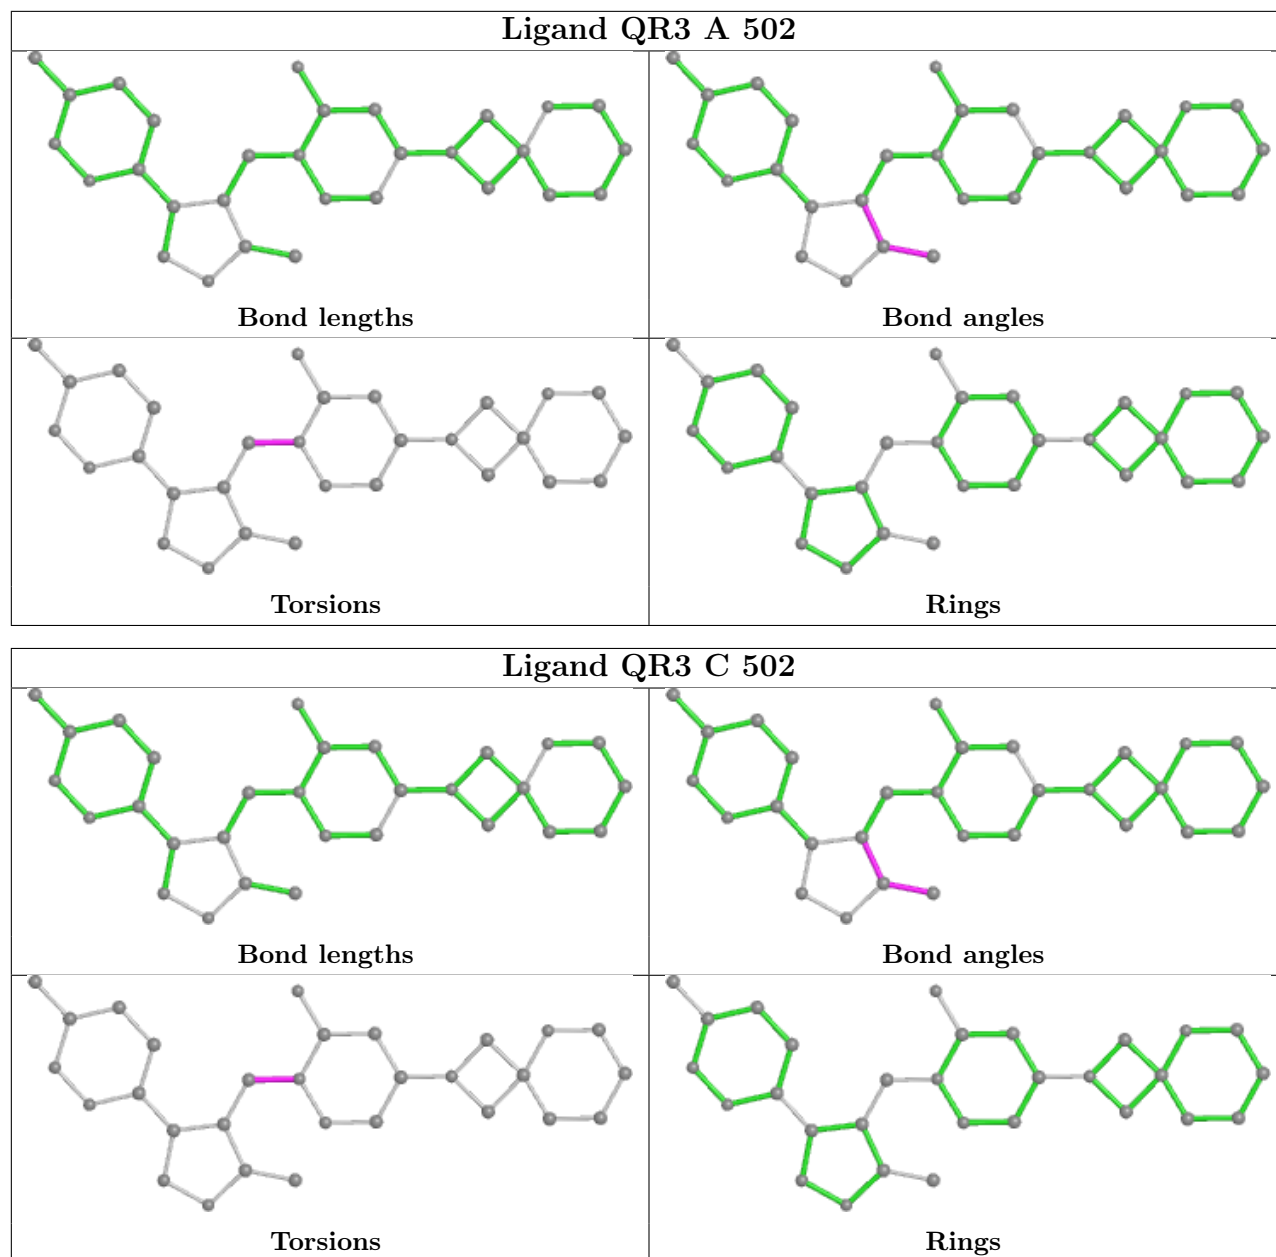 Ligand QR3 A 502
Bond lengths
Bond angles
Torsions
Rings
Ligand QR3 C 502
Bond lengths
Bond angles
Torsions
Rings